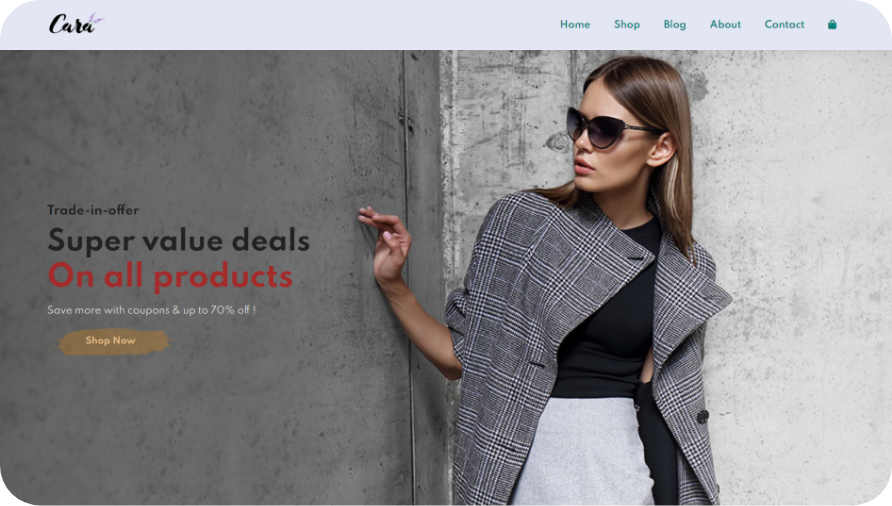 Cara
Home Shop Blog About Contact
Trade-in-offer
Super value deals
On all products
Save more with coupons & up to 70% off !
Shop Now